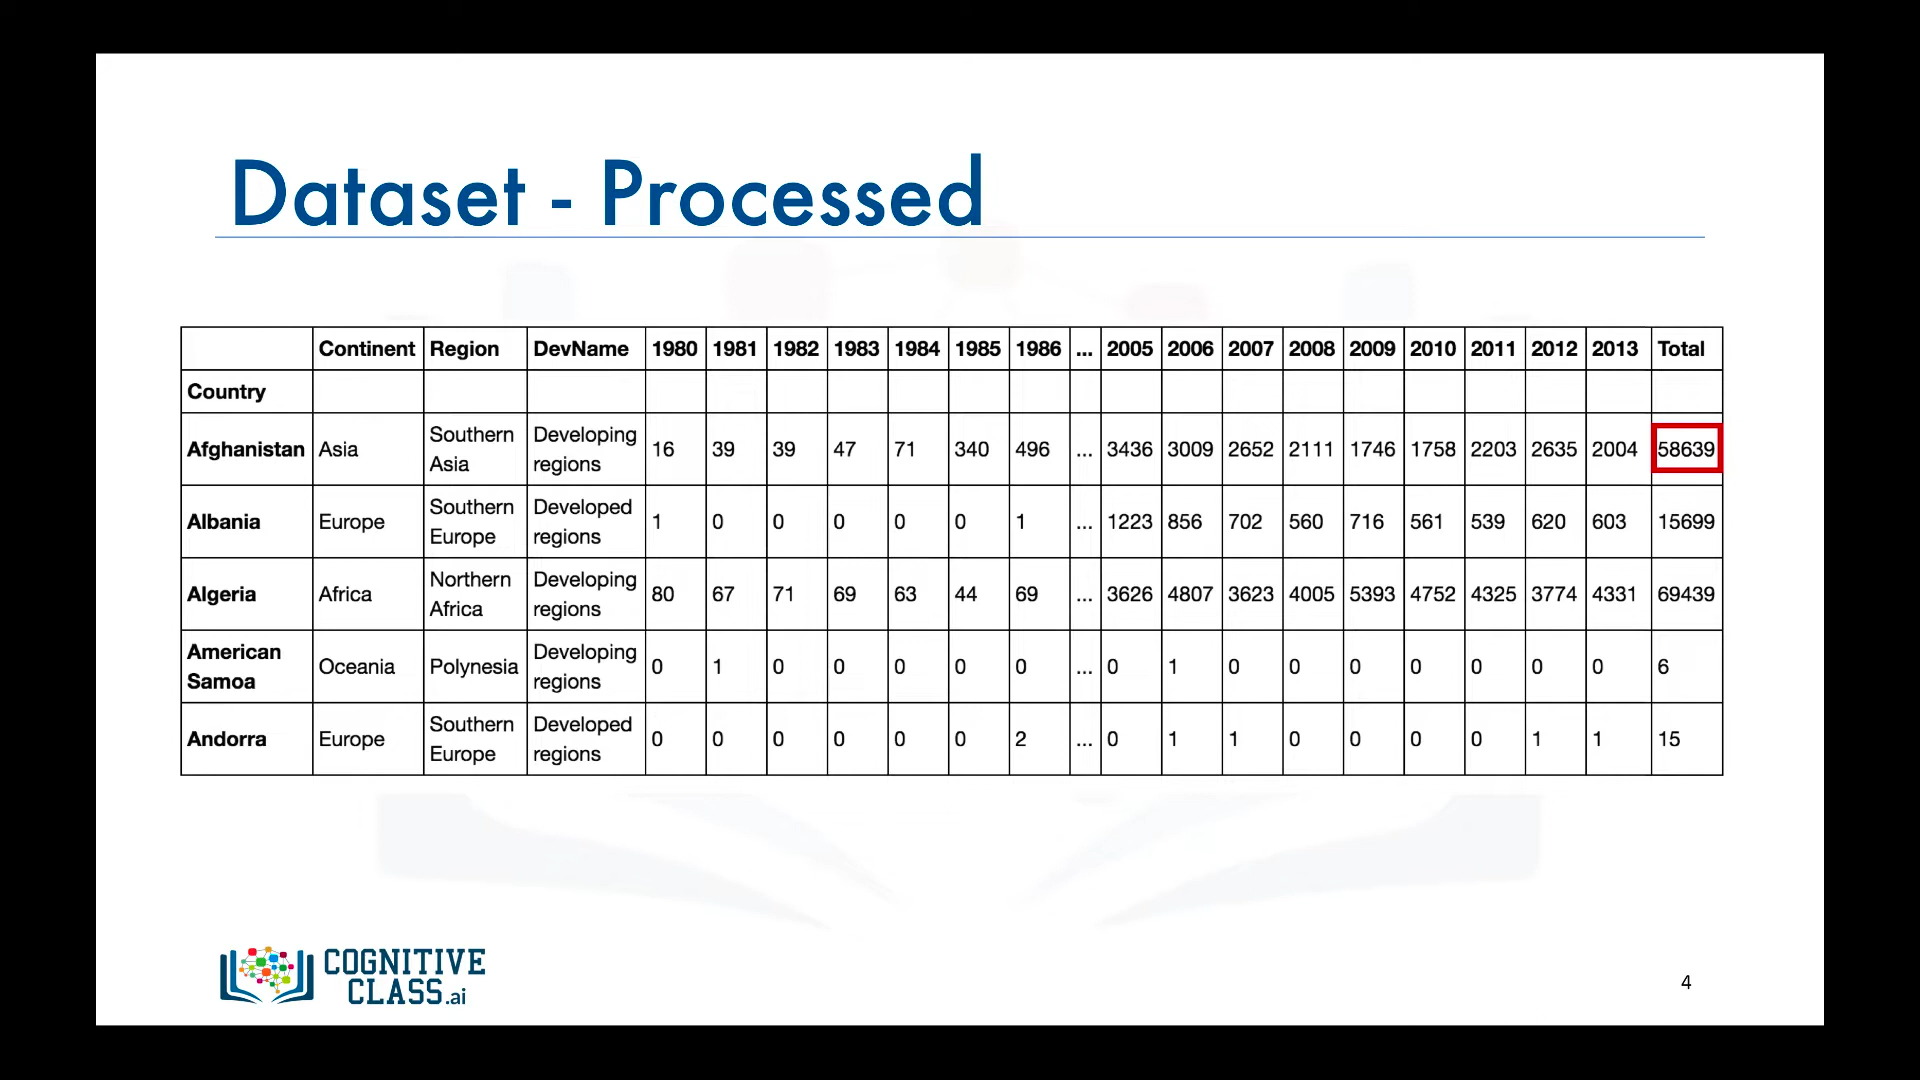 Dataset - Processed
Continent Region DevName 1980 1981 1982 1983 1984 1985 1986 ... 2005 2006 2007 2008 2009 2010 2011 2012 2013 Total
Country
Afghanistan Asia Southern Asia Developing regions 16 39 39 47 71 340 496 ... 3436 3009 2652 2111 1746 1758 2203 2635 2004 58639
Albania Europe Southern Europe Developed regions 1 0 0 0 0 0 1 ... 1223 856 702 560 716 561 539 620 603 15699
Algeria Africa Northern Africa Developing regions 80 67 71 69 63 44 69 ... 3626 4807 3623 4005 5393 4752 4325 3774 4331 69439
American Samoa Oceania Polynesia Developing regions 0 1 0 0 0 0 0 ... 0 1 0 0 0 0 0 0 0 6
Andorra Europe Southern Europe Developed regions 0 0 0 0 0 0 2 ... 0 1 1 0 0 0 0 1 1 15
COGNITIVE
CLASS.ai
4